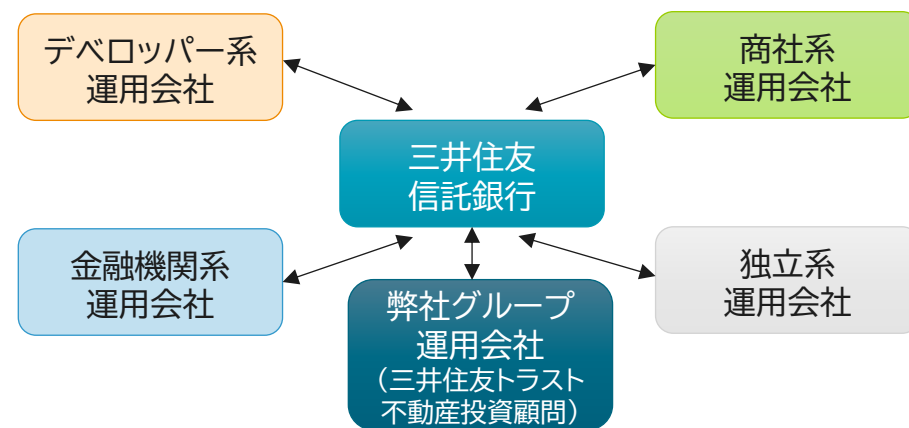 デベロッパー系
運用会社
商社系
運用会社
三井住友
信託銀行
金融機関系
運用会社
独立系
運用会社
弊社グループ
運用会社
（三井住友トラスト
不動産投資顧問）